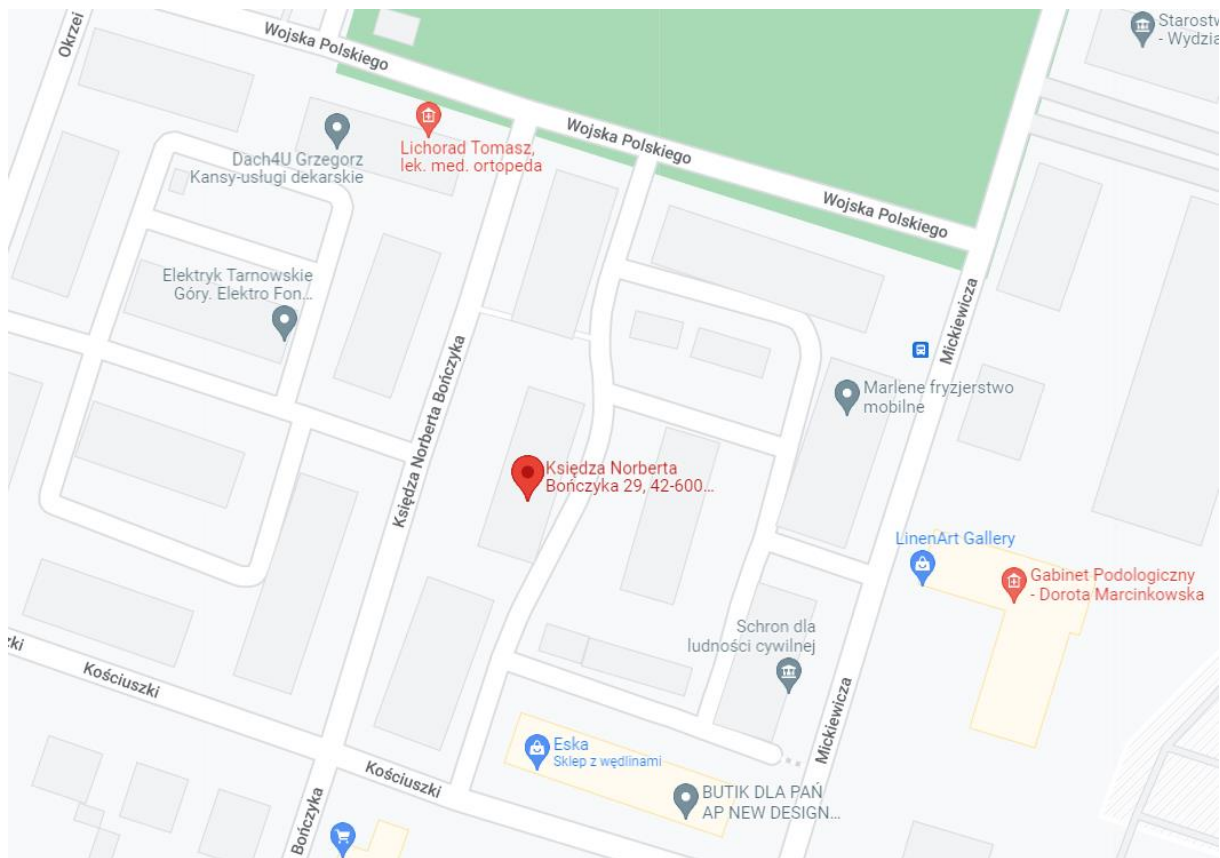 Okrzei
Wojska Polskiego
Starostw
- Wydzia
Lichorad Tomasz,
lek. med. ortopeda
Dach4U Grzegorz
Kansy-usługi dekarskie
Wojska Polskiego
Wojska Polskiego
Elektryk Tarnowskie
Góry. Elektro Fon...
Mickiewicza
Księdza Norberta Bończyka
Marlene fryzjerstwo
mobilne
Księdza Norberta
Bończyka 29, 42-600...
LinenArt Gallery
Gabinet Podologiczny
- Dorota Marcinkowska
Schron dla
ludności cywilnej
zki
Kościuszki
Mickiewicza
Eska
Sklep z wędlinami
Kościuszki
BUTIK DLA PAŃ
AP NEW DESIGN...
Bończyka